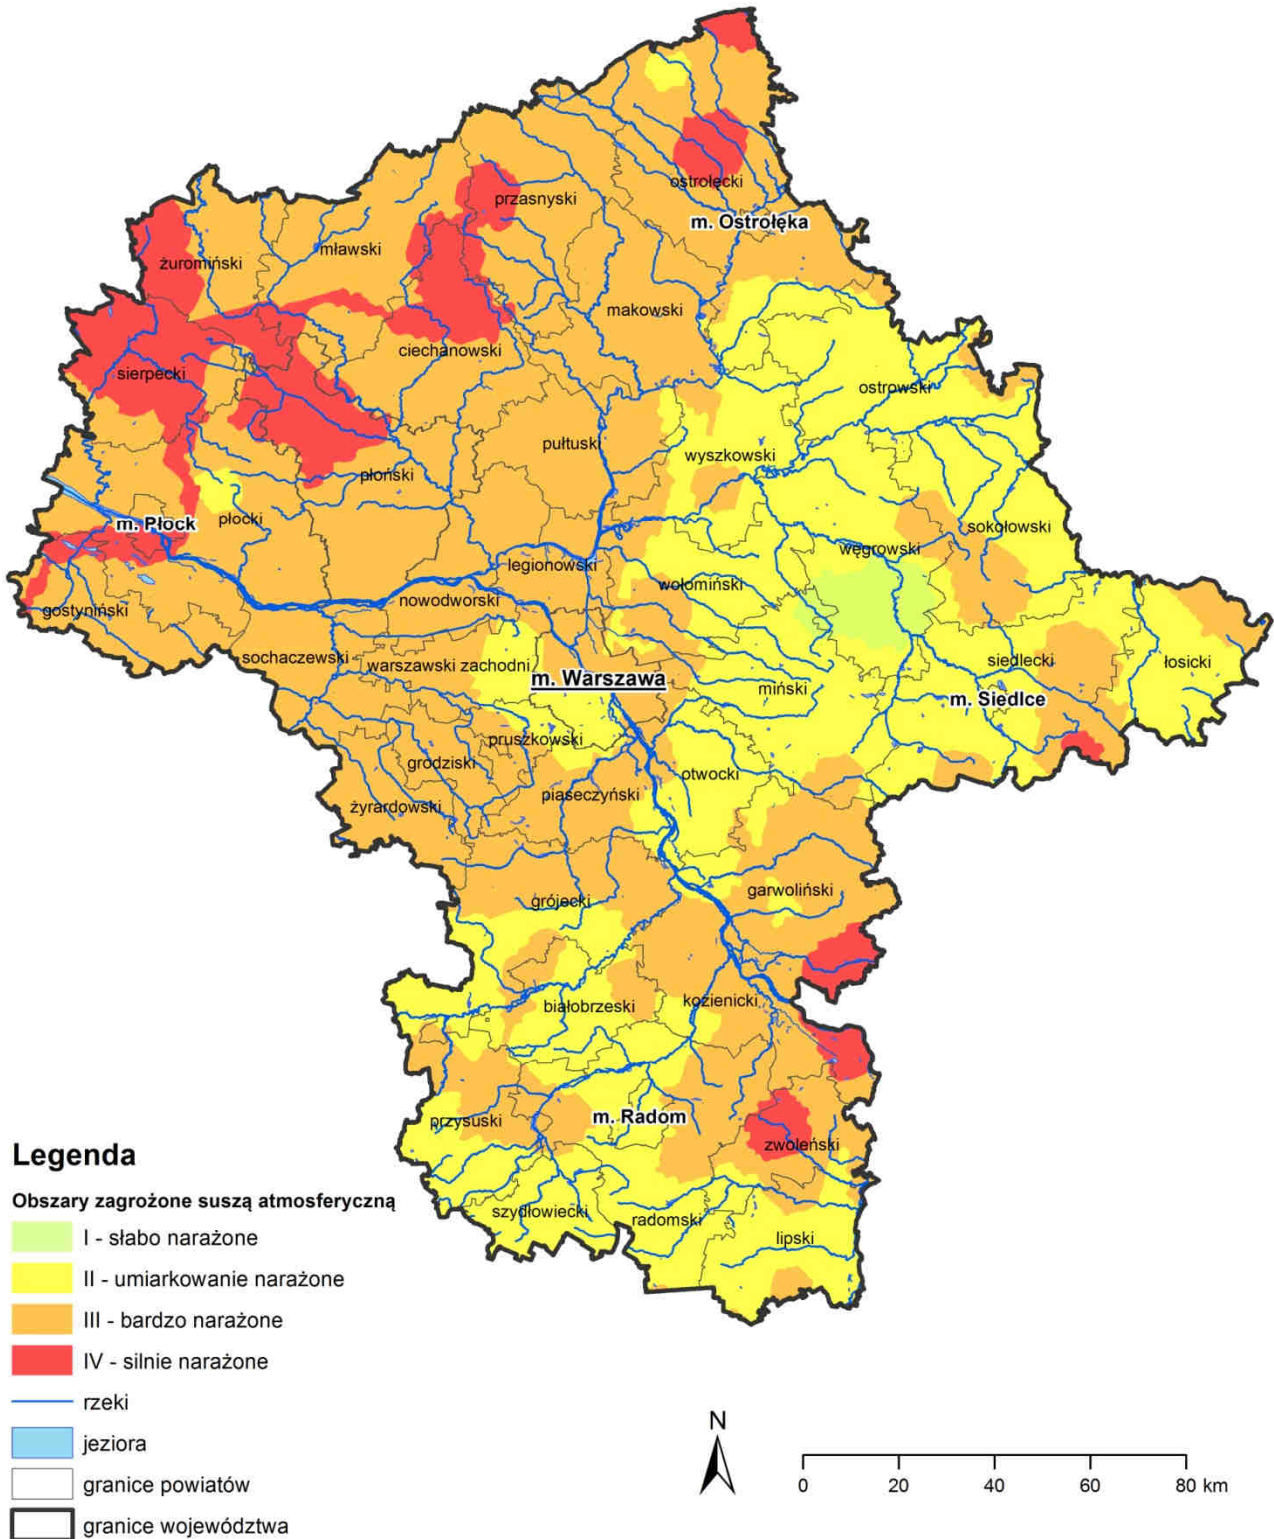 ostrołęcki
m. Ostrołęka
przasnyski
mławski
żuromiński
makowski
ciechanowski
sierpecki
ostrowski
pułtuski
wyszkowski
płoński
płocki
m. Płock
sokołowski
węgrowski
legionowski
wołomiński
nowodworski
gostyniński
sochaczewski
warszawski zachodni
m. Warszawa
siedlecki
łosicki
miński
m. Siedlce
pruszkowski
grodziski
otwocki
piaseczyński
żyrardowski
garwoliński
grójecki
białobrzeski
kozienicki
przysuski
m. Radom
zwoleński
szydłowiecki
radomski
lipski
Legenda
Obszary zagrożone suszą atmosferyczną
I - słabo narażone
II - umiarkowanie narażone
III - bardzo narażone
IV - silnie narażone
rzeki
jeziora
granice powiatów
granice województwa
N
0 20 40 60 80 km